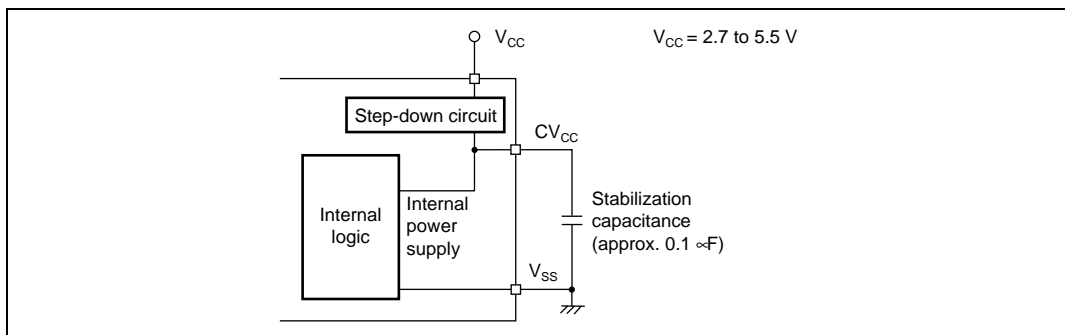 V_CC
V_CC = 2.7 to 5.5 V
Step-down circuit
CV_CC
Internal
logic
Internal
power
supply
Stabilization
capacitance
(approx. 0.1 ∝F)
V_SS